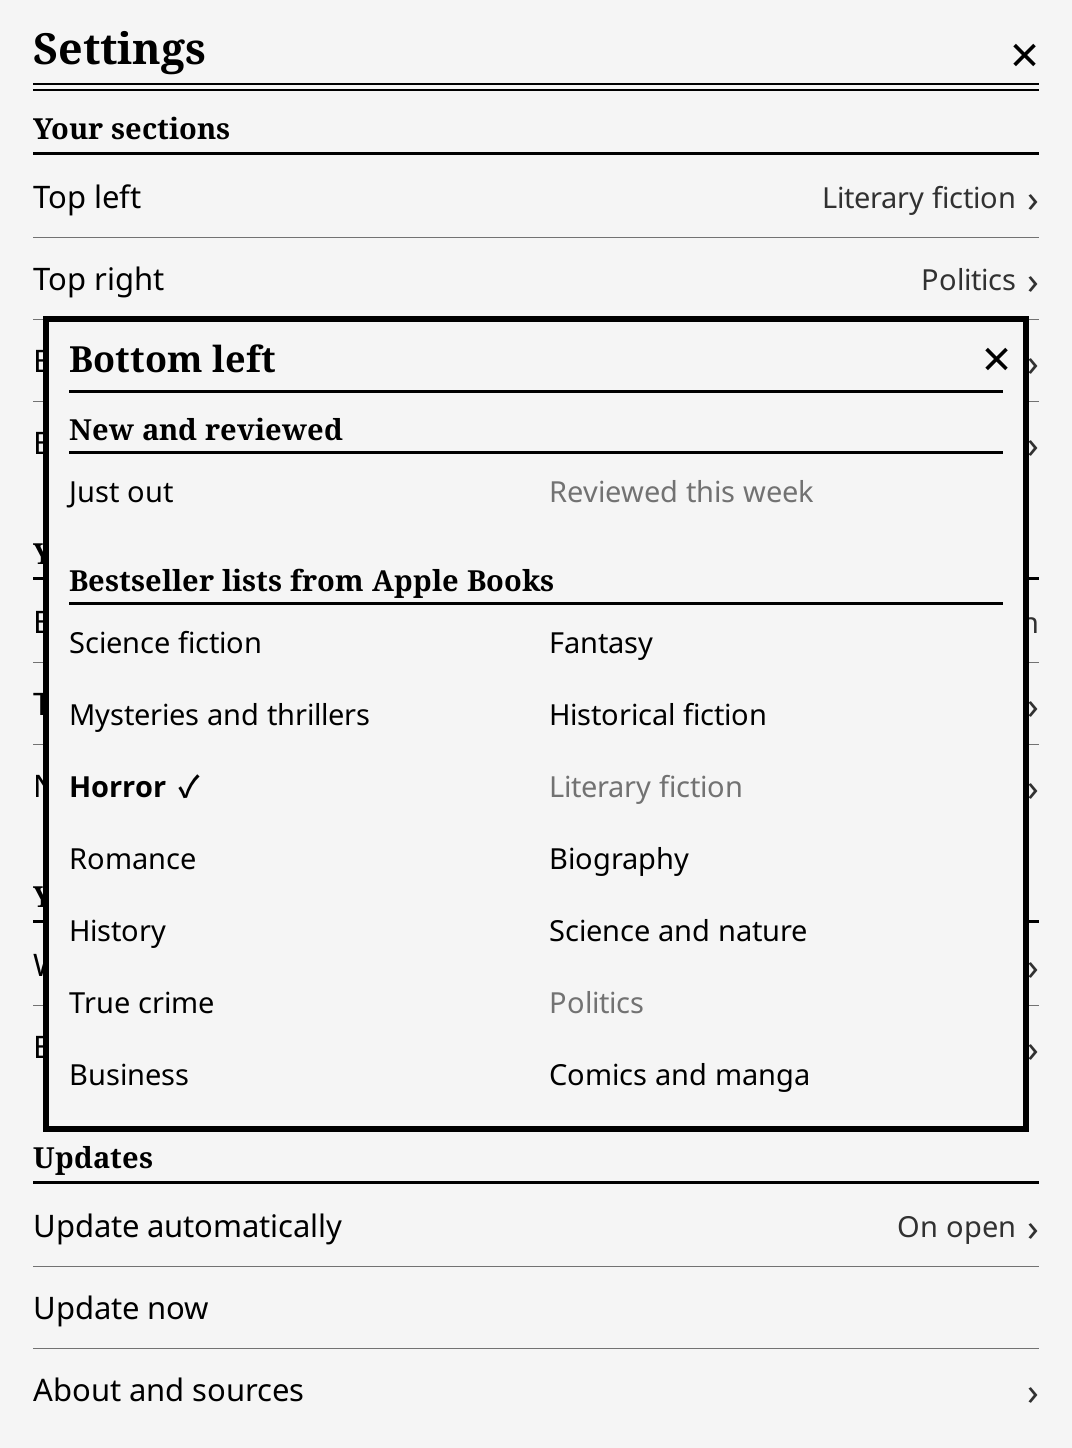 Settings ×
Your sections
Top left Literary fiction ›
Top right Politics ›
Bottom left ×
New and reviewed
Just out Reviewed this week
Bestseller lists from Apple Books
Science fiction Fantasy
Mysteries and thrillers Historical fiction
Horror ✓ Literary fiction
Romance Biography
History Science and nature
True crime Politics
Business Comics and manga
Updates
Update automatically On open ›
Update now
About and sources ›